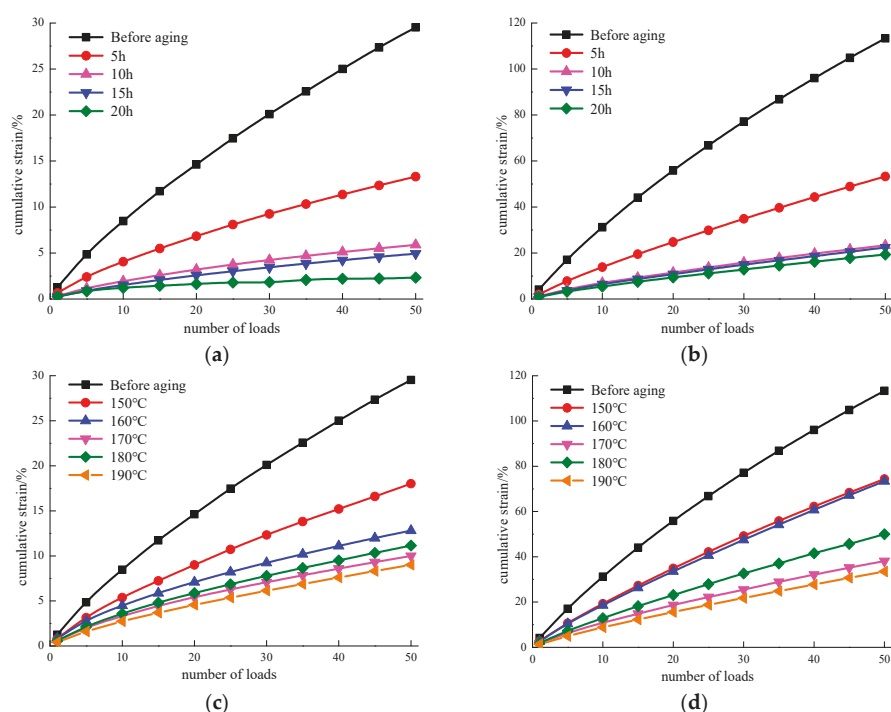 30
25
20
15
10
5
0
cumulative strain/%
Before aging
5h
10h
15h
20h
0 10 20 30 40 50
number of loads
(a)
120
100
80
60
40
20
0
cumulative strain/%
Before aging
5h
10h
15h
20h
0 10 20 30 40 50
number of loads
(b)
30
25
20
15
10
5
0
cumulative strain/%
Before aging
150℃
160℃
170℃
180℃
190℃
0 10 20 30 40 50
number of loads
(c)
120
100
80
60
40
20
0
cumulative strain/%
Before aging
150℃
160℃
170℃
180℃
190℃
0 10 20 30 40 50
number of loads
(d)